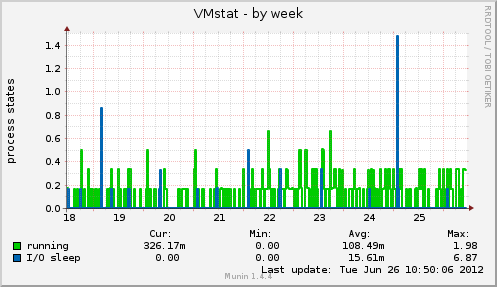 VMstat - by week
RRDTOOL / TOBI OETIKER
process states
1.4
1.2
1.0
0.8
0.6
0.4
0.2
0.0
18 19 20 21 22 23 24 25
Cur: Min: Avg: Max:
running 326.17m 0.00 108.49m 1.98
I/O sleep 0.00 0.00 15.61m 6.87
Last update: Tue Jun 26 10:50:06 2012
Munin 1.4.4